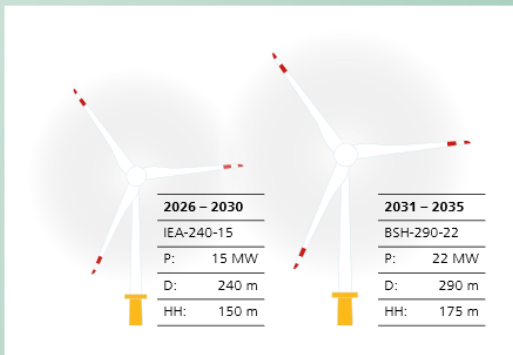 2026 – 2030
IEA-240-15
P: 15 MW
D: 240 m
HH: 150 m
2031 – 2035
BSH-290-22
P: 22 MW
D: 290 m
HH: 175 m